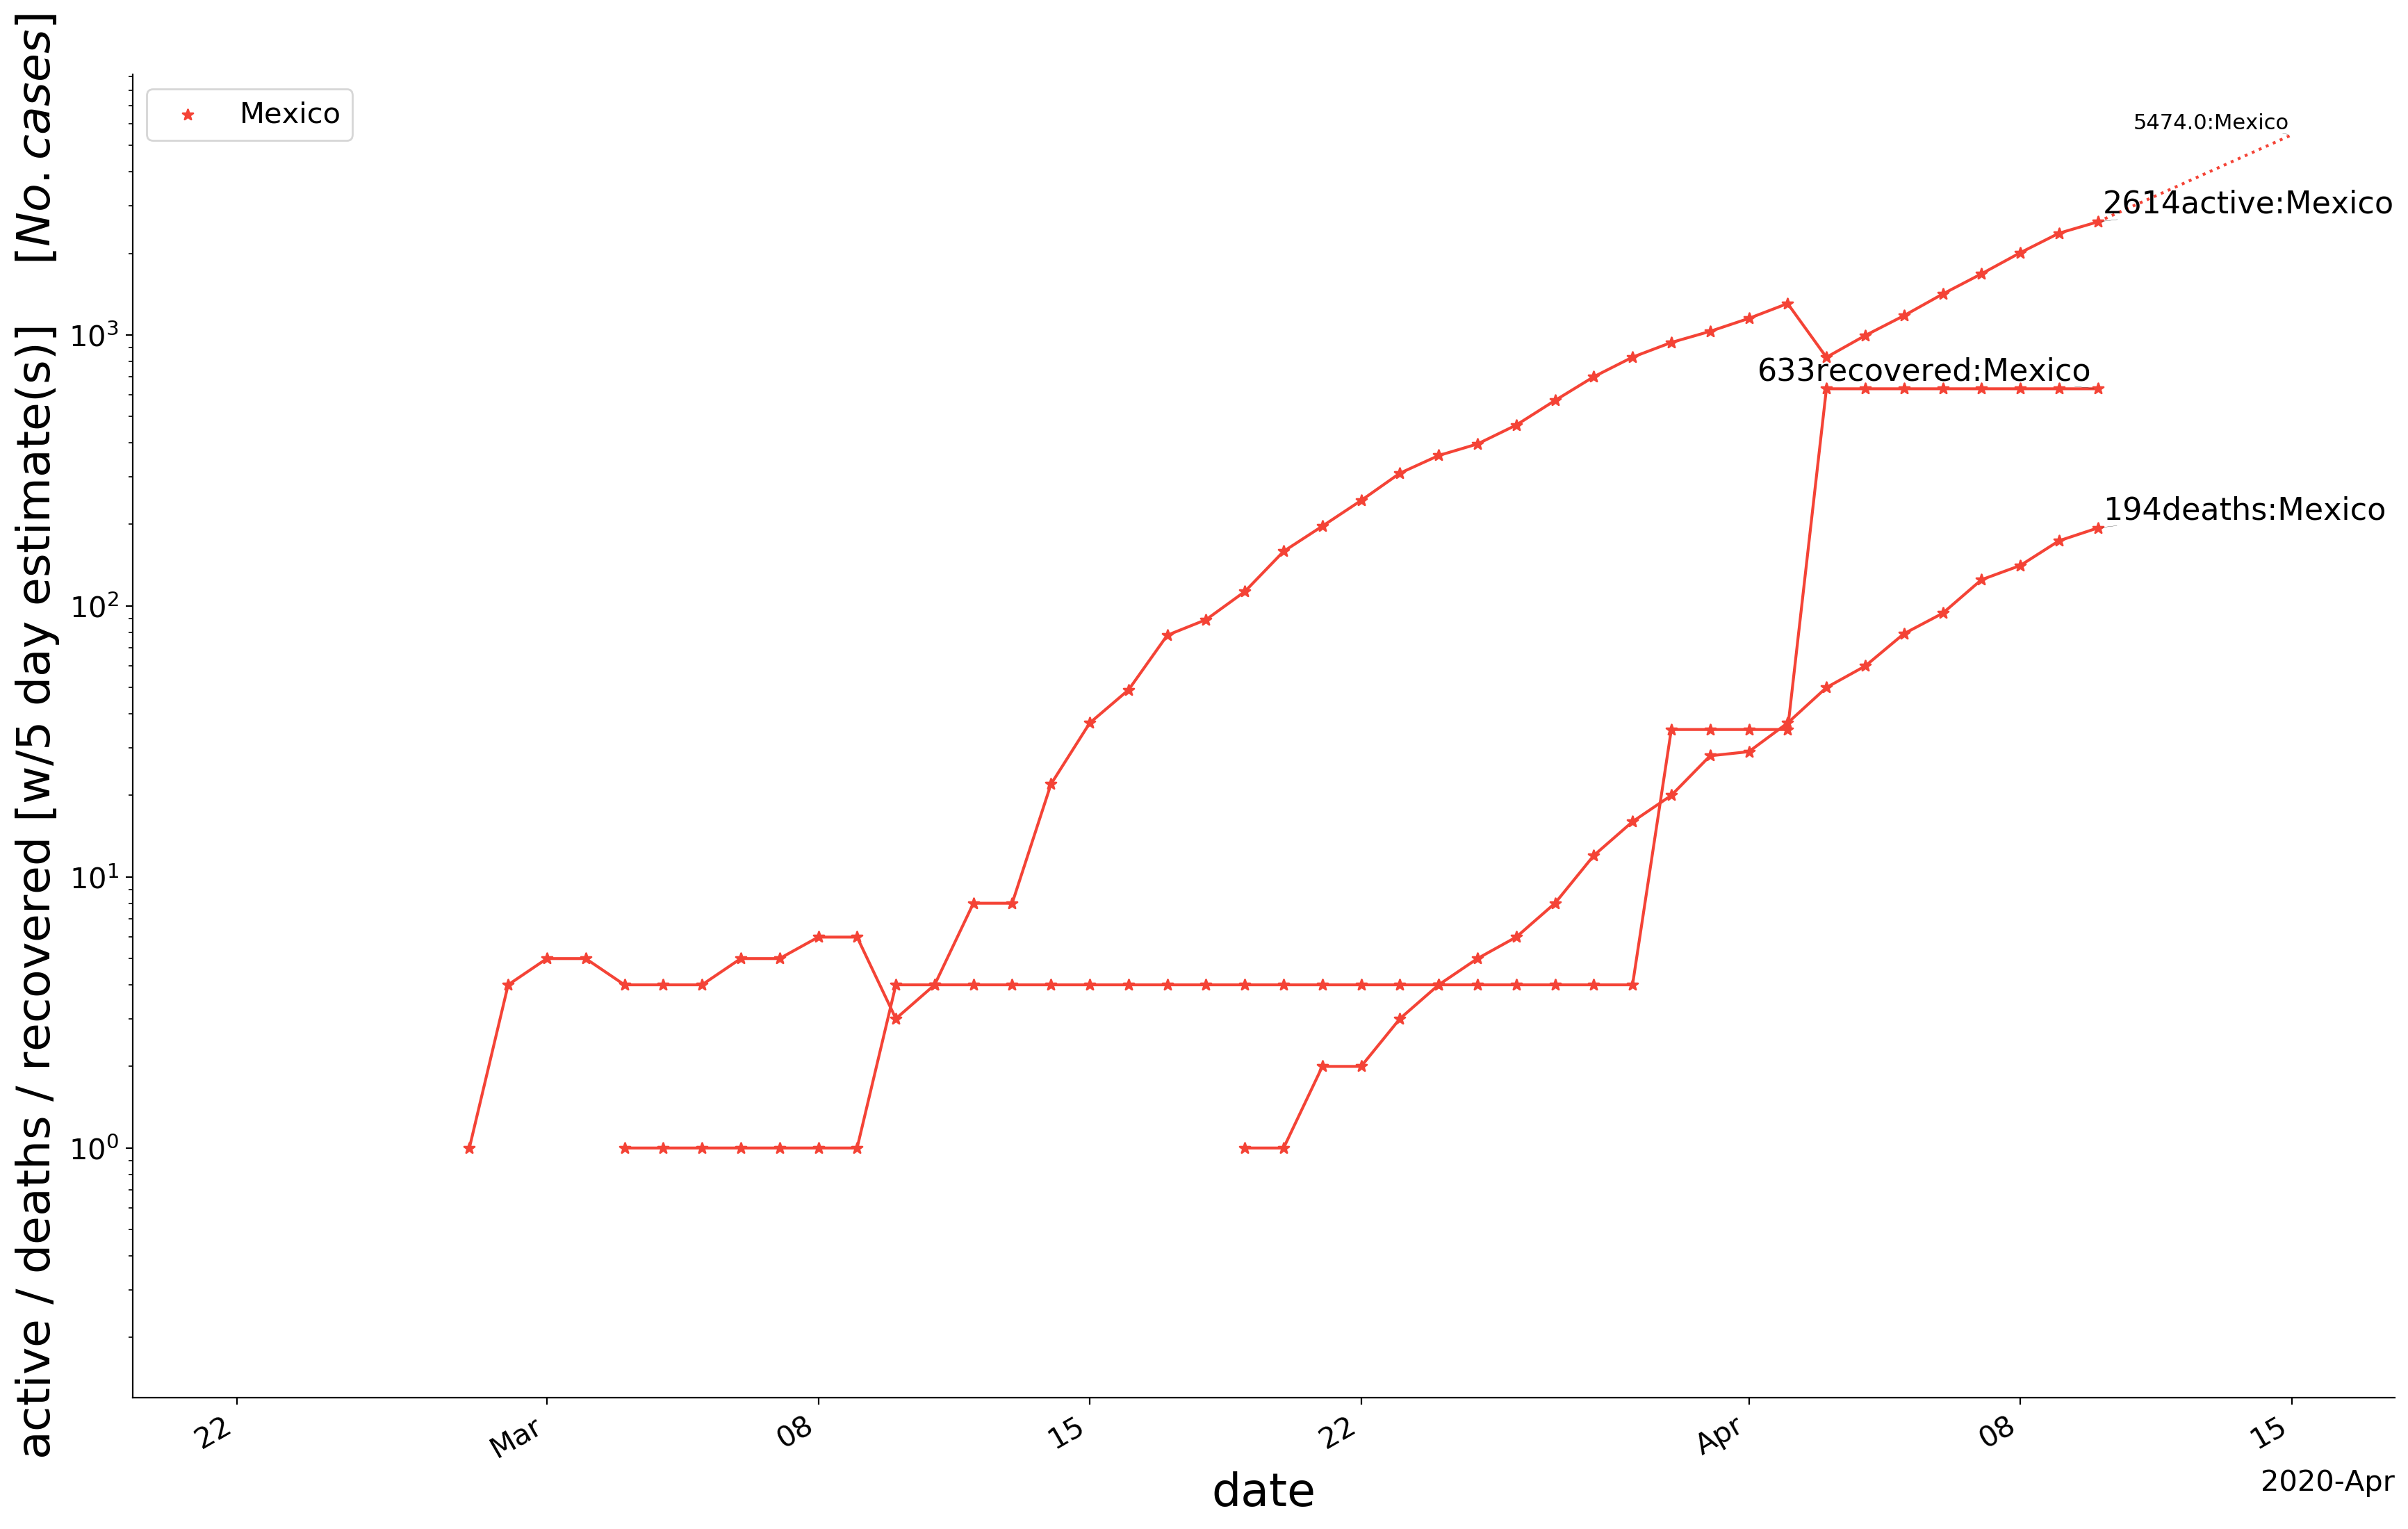 active / deaths / recovered [w/5 day estimate(s)]   [No. cases]
Mexico
5474.0:Mexico
2614active:Mexico
633recovered:Mexico
194deaths:Mexico
10³
10²
10¹
10⁰
22 Mar 08 15 22 Apr 08 15
date
2020-Apr